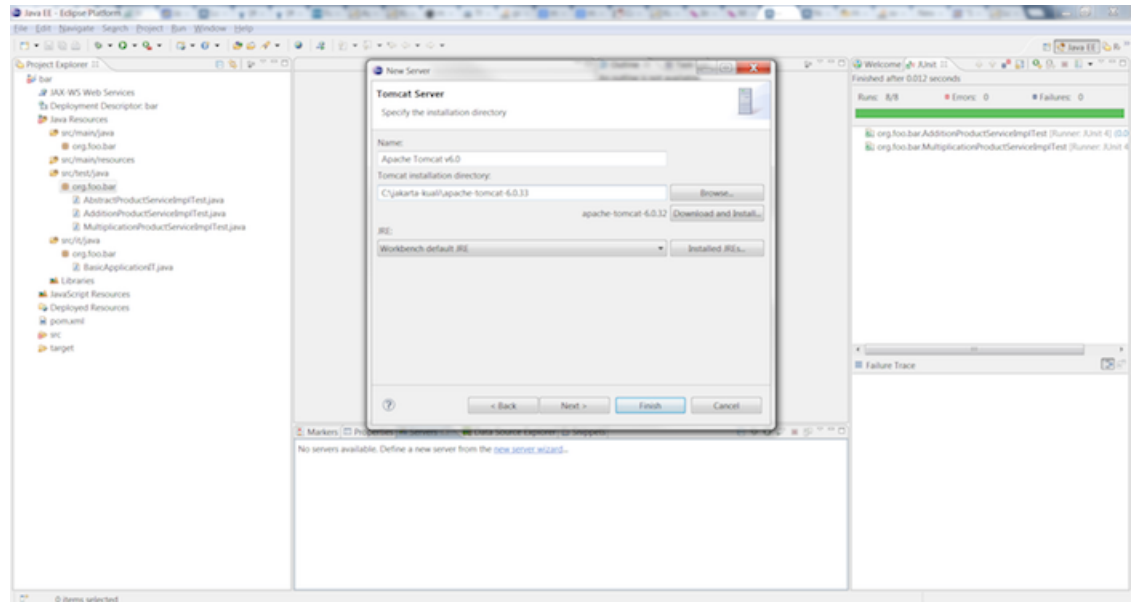 Java EE - Eclipse Platform
File Edit Navigate Search Project Run Window Help
Java EE
Project Explorer
bar
JAX-WS Web Services
Deployment Descriptor: bar
Java Resources
src/main/java
org.foo.bar
src/main/resources
src/test/java
org.foo.bar
AbstractProductServiceImplTest.java
AdditionProductServiceImplTest.java
MultiplicationProductServiceImplTest.java
src/it/java
org.foo.bar
BasicApplicationIT.java
Libraries
JavaScript Resources
Deployed Resources
pom.xml
src
target
New Server
Tomcat Server
Specify the installation directory
Name:
Apache Tomcat v6.0
Tomcat installation directory:
C:\jakarta-kuali\apache-tomcat-6.0.33
Browse...
apache-tomcat-6.0.32 Download and Install...
JRE:
Workbench default JRE
Installed JREs...
? < Back Next > Finish Cancel
Markers Properties Servers Data Source Explorer Snippets
No servers available. Define a new server from the new server wizard...
Welcome JUnit
Finished after 0.012 seconds
Runs: 8/8 Errors: 0 Failures: 0
org.foo.bar.AdditionProductServiceImplTest [Runner: JUnit 4] (0.0
org.foo.bar.MultiplicationProductServiceImplTest [Runner: JUnit 4
Failure Trace
0 items selected